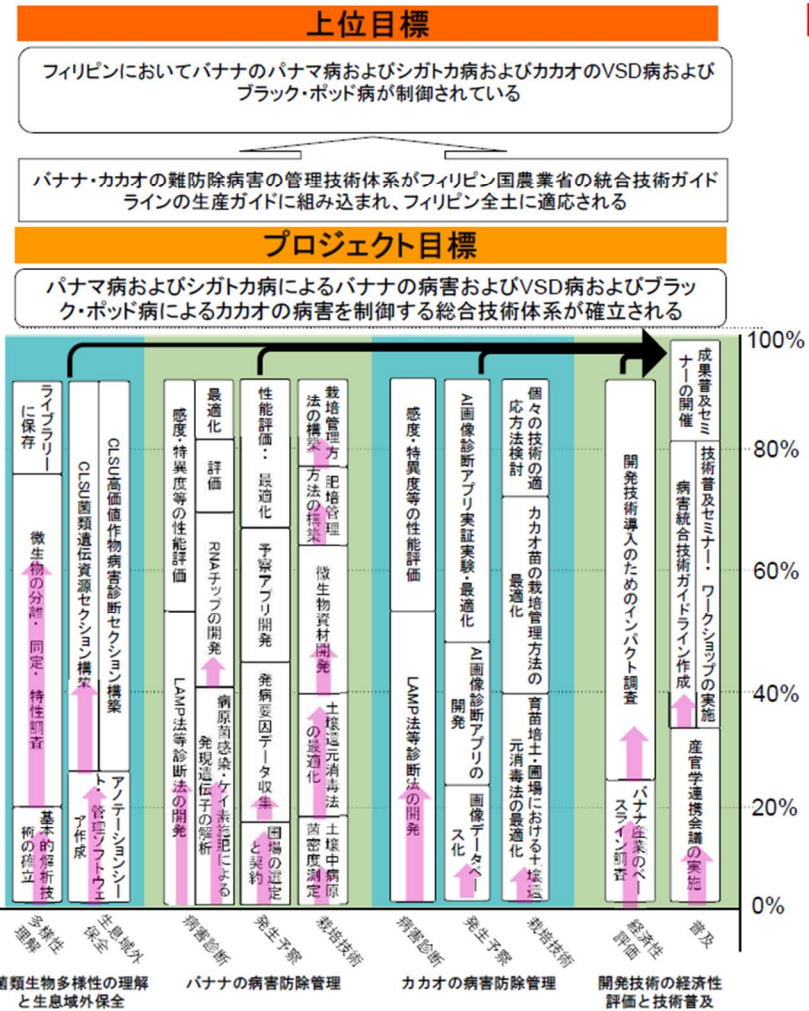 上位目標
フィリピンにおいてバナナのパナマ病およびシガトカ病およびカカオのVSD病および
ブラック・ポッド病が制御されている
バナナ・カカオの難防除病害の管理技術体系がフィリピン国農業省の統合技術ガイド
ラインの生産ガイドに組み込まれ、フィリピン全土に適応される
プロジェクト目標
パナマ病およびシガトカ病によるバナナの病害およびVSD病およびブラッ
ク・ポッド病によるカカオの病害を制御する総合技術体系が確立される
100%
80%
60%
40%
20%
0%
ライブラリー
に保存
微生物の分離・同定・特性調査
基本的解析技
術の確立
CLSU菌類遺伝資源セクション構築
CLSU高価値作物病害診断セクション構築
アノテーションシー
ト・管理ソフトウェ
ア作成
感度・特異度等の性能評価
LAMP法等診断法の開発
最適化
評価
RNAチップの開発
病原菌感染・ケイ素施肥による
発現遺伝子の解析
性能評価・最適化
予察アプリ開発
発病要因データ収集
圃場の選定
と契約
栽培管理方
法の構築
肥培管理
方法の構築
微生物資材開発
土壌還元消毒法
の最適化
土壌中病原
菌密度測定
感度・特異度等の性能評価
LAMP法等診断法の開発
AI画像診断アプリ実証実験・最適化
AI画像診断アプリの
開発
画像データベー
ス化
個々の技術の適
応方法検討
カカオ苗の栽培管理方法の
最適化
育苗培土・圃場における土壌還
元消毒法の最適化
開発技術導入のためのインパクト調査
バナナ産業のベー
スライン調査
成果普及セミ
ナーの開催
技術普及セミナー・ワークショップの実施
病害統合技術ガイドライン作成
産官学連携会議の実施
多様性
理解
生息域外
保全
病害診断
発生予察
栽培技術
病害診断
発生予察
栽培技術
経済性
評価
普及
菌類生物多様性の理解
と生息域外保全
バナナの病害防除管理
カカオの病害防除管理
開発技術の経済性
評価と技術普及